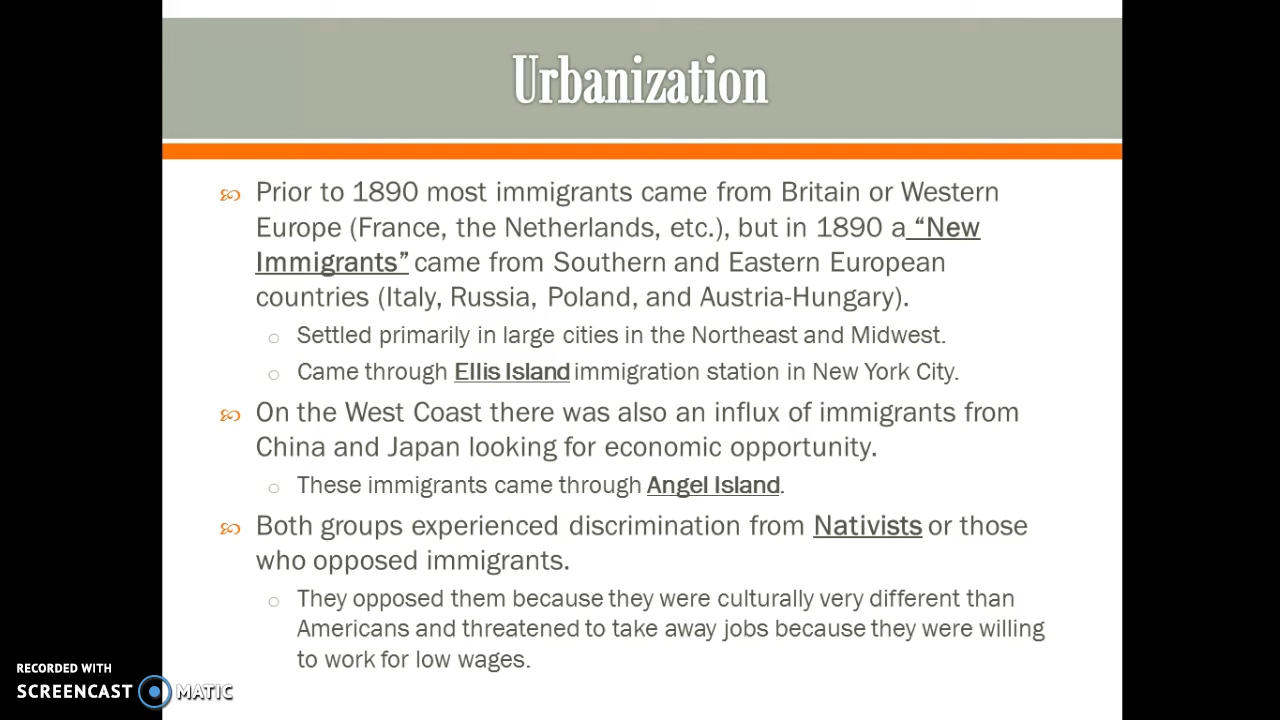 Urbanization
Prior to 1890 most immigrants came from Britain or Western
Europe (France, the Netherlands, etc.), but in 1890 a “New
Immigrants” came from Southern and Eastern European
countries (Italy, Russia, Poland, and Austria-Hungary).
Settled primarily in large cities in the Northeast and Midwest.
Came through Ellis Island immigration station in New York City.
On the West Coast there was also an influx of immigrants from
China and Japan looking for economic opportunity.
These immigrants came through Angel Island.
Both groups experienced discrimination from Nativists or those
who opposed immigrants.
They opposed them because they were culturally very different than
Americans and threatened to take away jobs because they were willing
to work for low wages.
RECORDED WITH
SCREENCAST MATIC